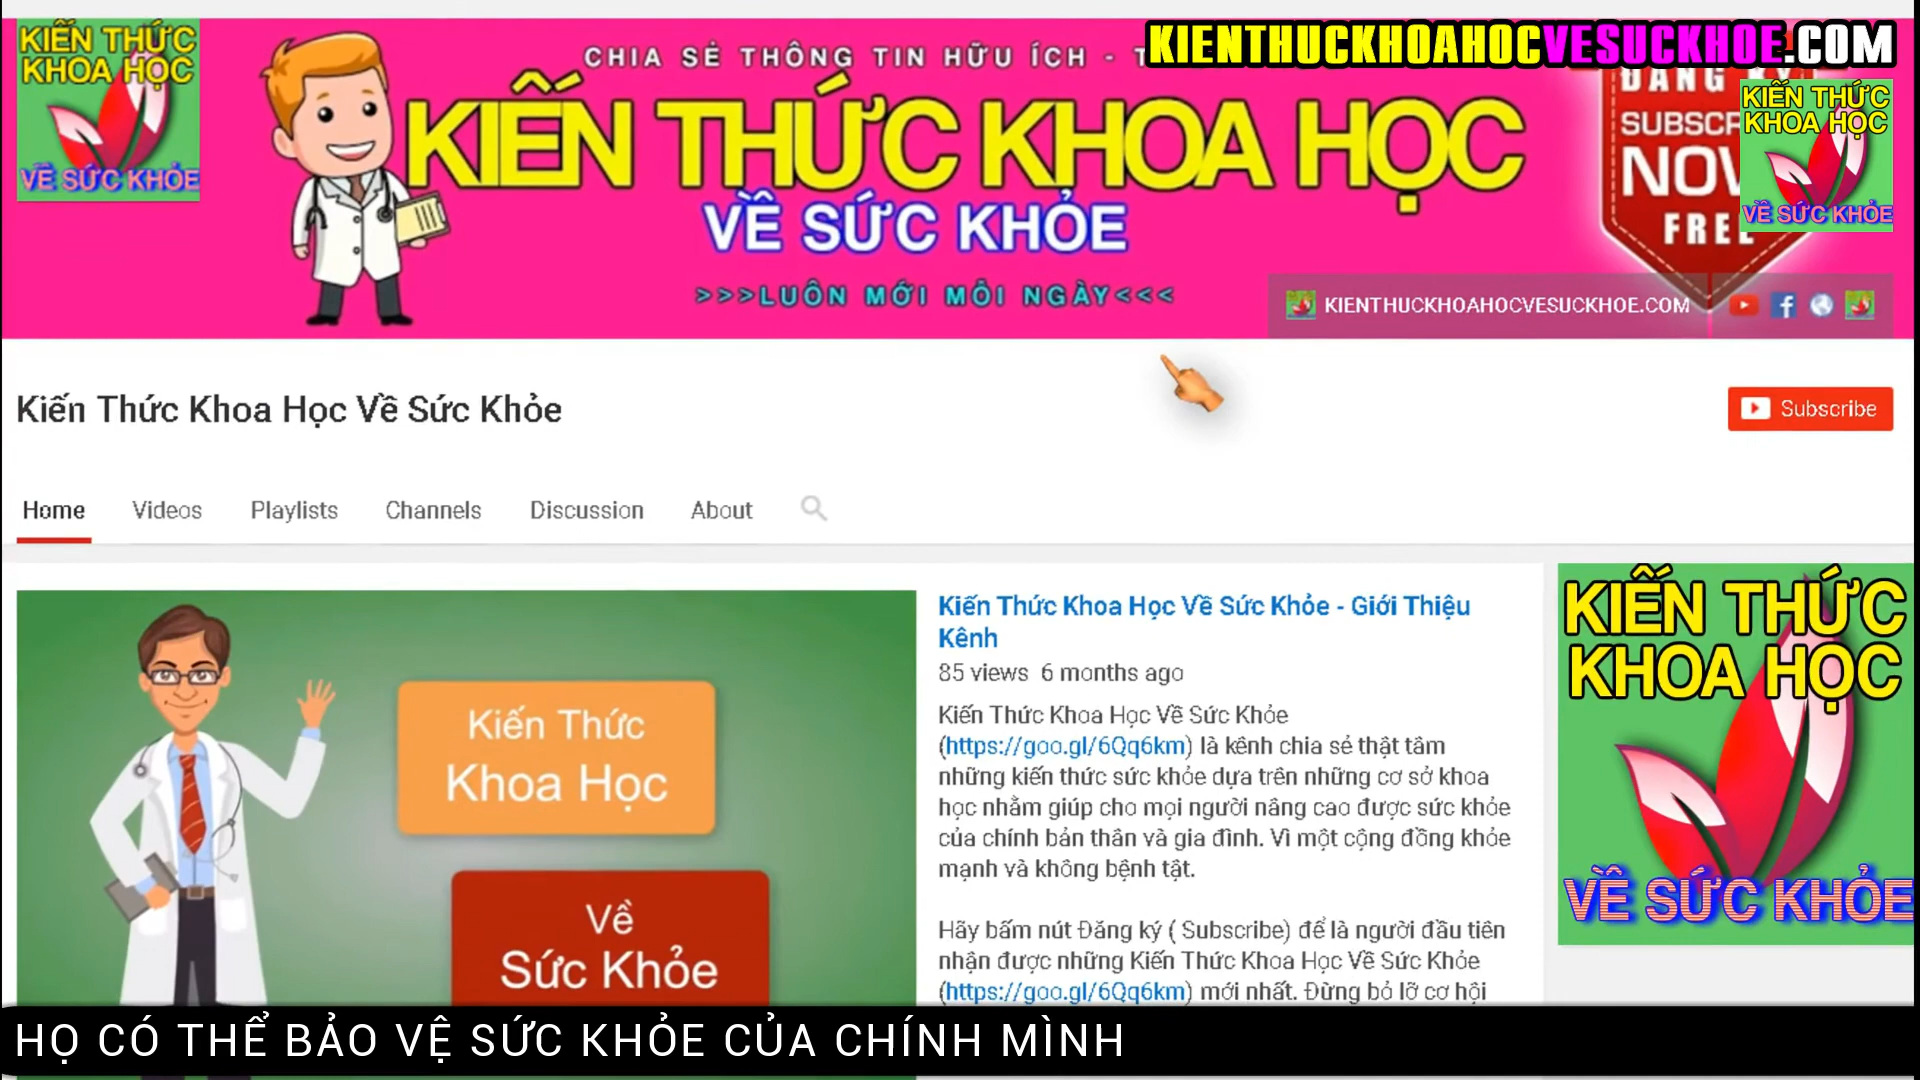 KIẾN THỨC
KHOA HỌC
VỀ SỨC KHỎE
CHIA SẺ THÔNG TIN HỮU ÍCH - T
KIENTHUCKHOAHOCVESUCKHOE.COM
KIẾN THỨC KHOA HỌC
VỀ SỨC KHỎE
>>>LUÔN MỚI MỖI NGÀY<<<
ĐĂNG KÝ
SUBSCR
NOW
FREE
KIẾN THỨC
KHOA HỌC
VỀ SỨC KHỎE
KIENTHUCKHOAHOCVESUCKHOE.COM
Kiến Thức Khoa Học Về Sức Khỏe
Subscribe
Home Videos Playlists Channels Discussion About
Kiến Thức
Khoa Học
Về
Sức Khỏe
Kiến Thức Khoa Học Về Sức Khỏe - Giới Thiệu
Kênh
85 views 6 months ago
Kiến Thức Khoa Học Về Sức Khỏe
(https://goo.gl/6Qq6km) là kênh chia sẻ thật tâm
những kiến thức sức khỏe dựa trên những cơ sở khoa
học nhằm giúp cho mọi người nâng cao được sức khỏe
của chính bản thân và gia đình. Vì một cộng đồng khỏe
mạnh và không bệnh tật.
Hãy bấm nút Đăng ký ( Subscribe) để là người đầu tiên
nhận được những Kiến Thức Khoa Học Về Sức Khỏe
(https://goo.gl/6Qq6km) mới nhất. Đừng bỏ lỡ cơ hội
KIẾN THỨC
KHOA HỌC
VỀ SỨC KHỎE
HỌ CÓ THỂ BẢO VỆ SỨC KHỎE CỦA CHÍNH MÌNH